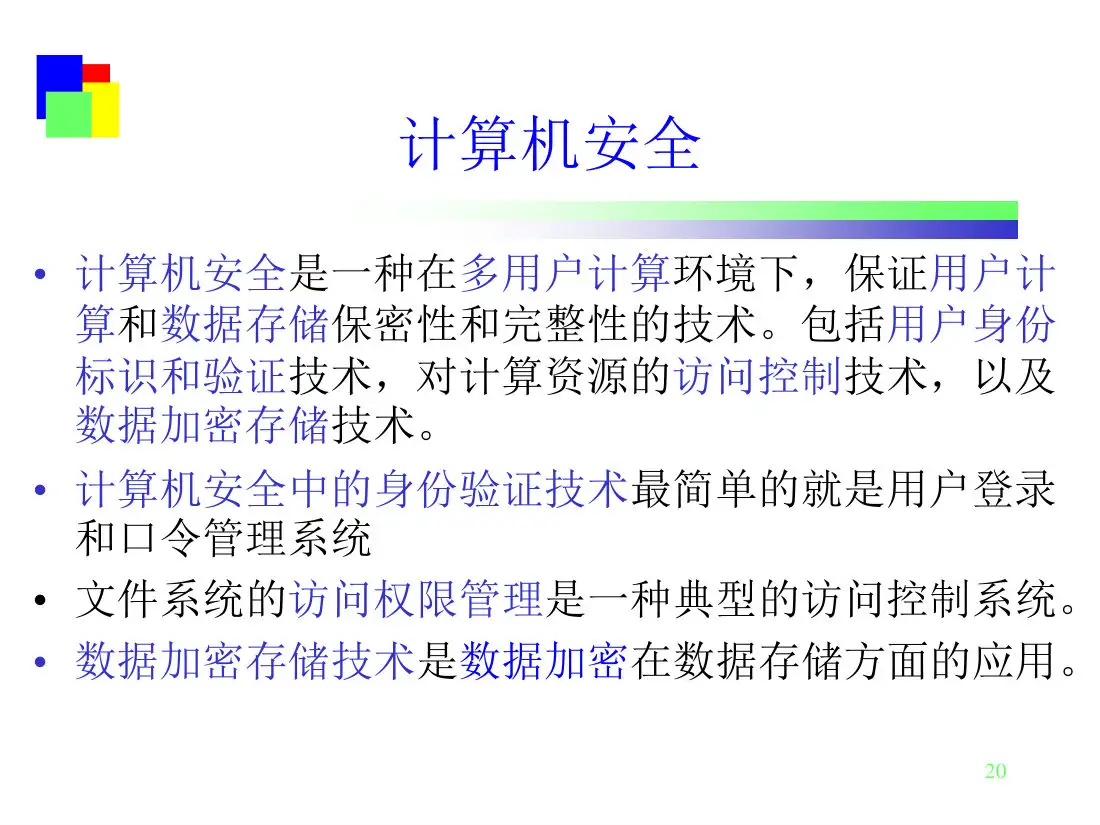 计算机安全
• 计算机安全是一种在多用户计算环境下，保证用户计
算和数据存储保密性和完整性的技术。包括用户身份
标识和验证技术，对计算资源的访问控制技术，以及
数据加密存储技术。
• 计算机安全中的身份验证技术最简单的就是用户登录
和口令管理系统
• 文件系统的访问权限管理是一种典型的访问控制系统。
• 数据加密存储技术是数据加密在数据存储方面的应用。
20